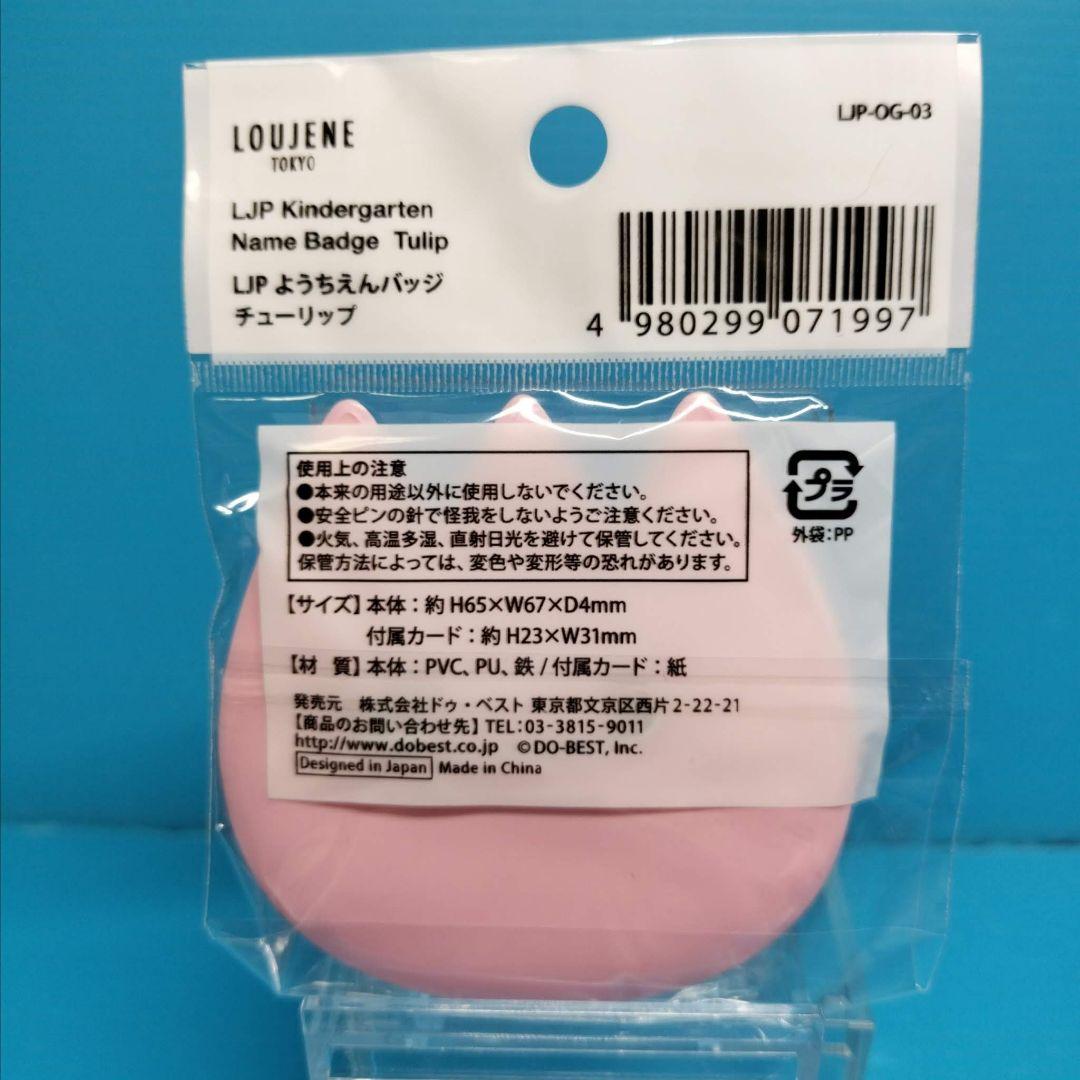 LOUJENE
TOKYO
LJP-OG-03
LJP Kindergarten
Name Badge Tulip
LJP ようちえんバッジ
チューリップ
4 980299 071997
使用上の注意
●本来の用途以外に使用しないでください。
●安全ピンの針で怪我をしないようご注意ください。
●火気、高温多湿、直射日光を避けて保管してください。
保管方法によっては、変色や変形等の恐れがあります。
プラ
外袋：PP
【サイズ】本体：約 H65×W67×D4mm
付属カード：約 H23×W31mm
【材 質】本体：PVC、PU、鉄 / 付属カード：紙
発売元 株式会社ドゥ・ベスト 東京都文京区西片2-22-21
【商品のお問い合わせ先】TEL：03-3815-9011
http://www.dobest.co.jp ©DO-BEST, Inc.
Designed in Japan Made in China